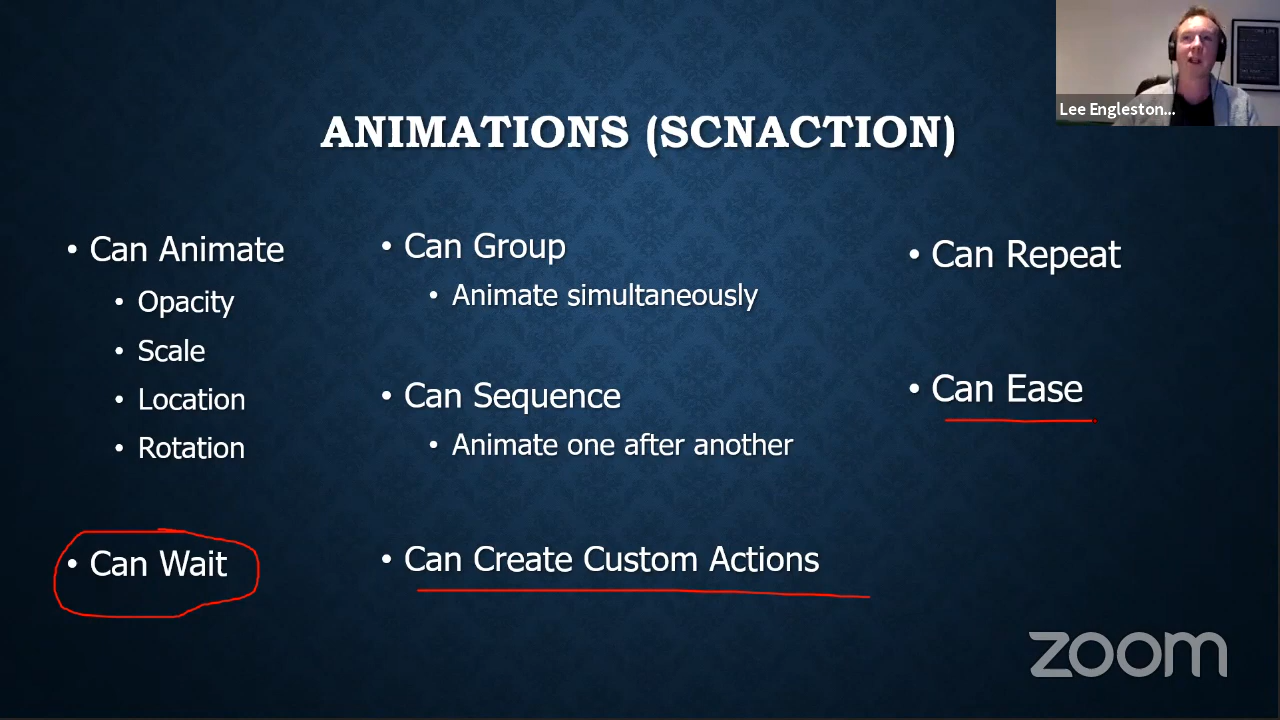 Lee Engleston...
ANIMATIONS (SCNACTION)
• Can Animate
• Opacity
• Scale
• Location
• Rotation
• Can Wait
• Can Group
• Animate simultaneously
• Can Sequence
• Animate one after another
• Can Create Custom Actions
• Can Repeat
• Can Ease
zoom